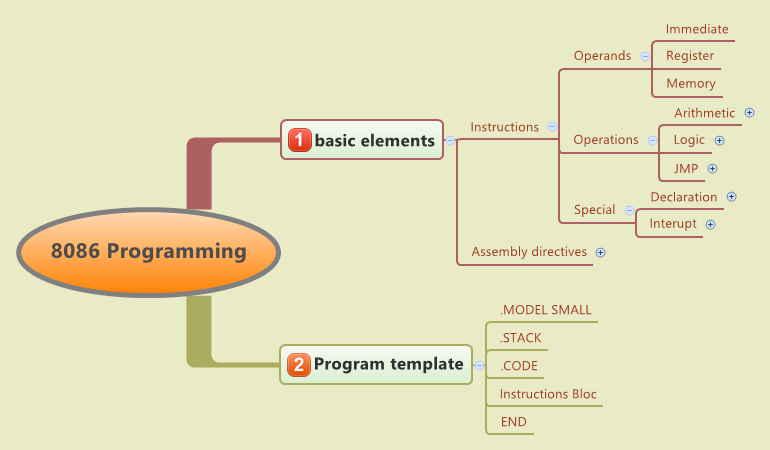 8086 Programming
1 basic elements
Instructions
Operands
Immediate
Register
Memory
Operations
Arithmetic
Logic
JMP
Special
Declaration
Interupt
Assembly directives
2 Program template
.MODEL SMALL
.STACK
.CODE
Instructions Bloc
END